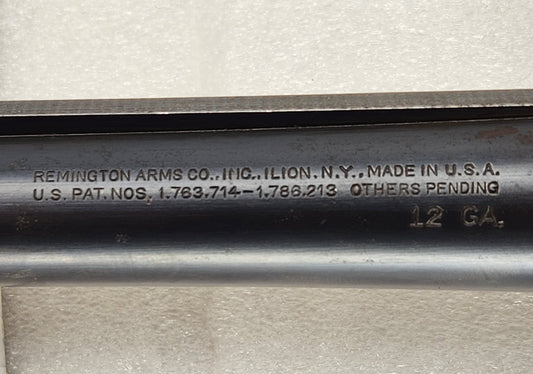 REMINGTON ARMS CO., INC., ILION, N.Y., MADE IN U.S.A.
U.S. PAT. NOS. 1.763.714-1.786.213 OTHERS PENDING
12 GA.